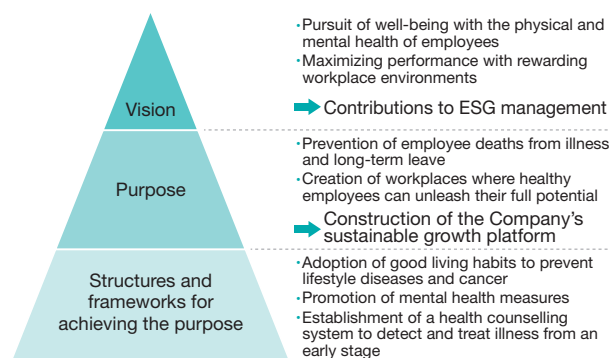 Vision
·Pursuit of well-being with the physical and
mental health of employees
·Maximizing performance with rewarding
workplace environments
Contributions to ESG management
Purpose
·Prevention of employee deaths from illness
and long-term leave
·Creation of workplaces where healthy
employees can unleash their full potential
Construction of the Company's
sustainable growth platform
Structures and
frameworks for
achieving the purpose
·Adoption of good living habits to prevent
lifestyle diseases and cancer
·Promotion of mental health measures
·Establishment of a health counselling
system to detect and treat illness from an
early stage